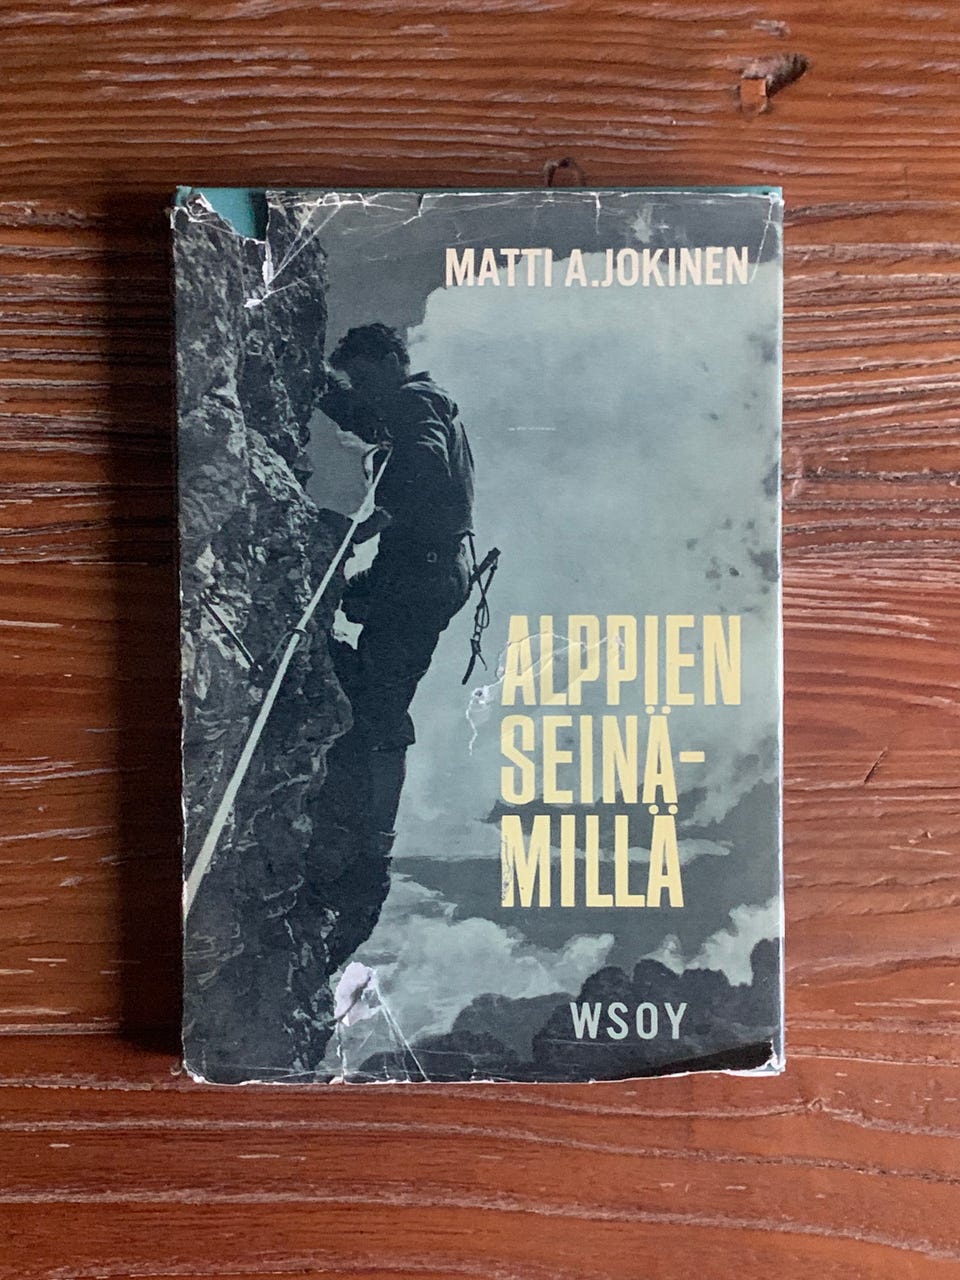 MATTI A.JOKINEN
ALPPIEN
SEINÄ-
MILLÄ
WSOY